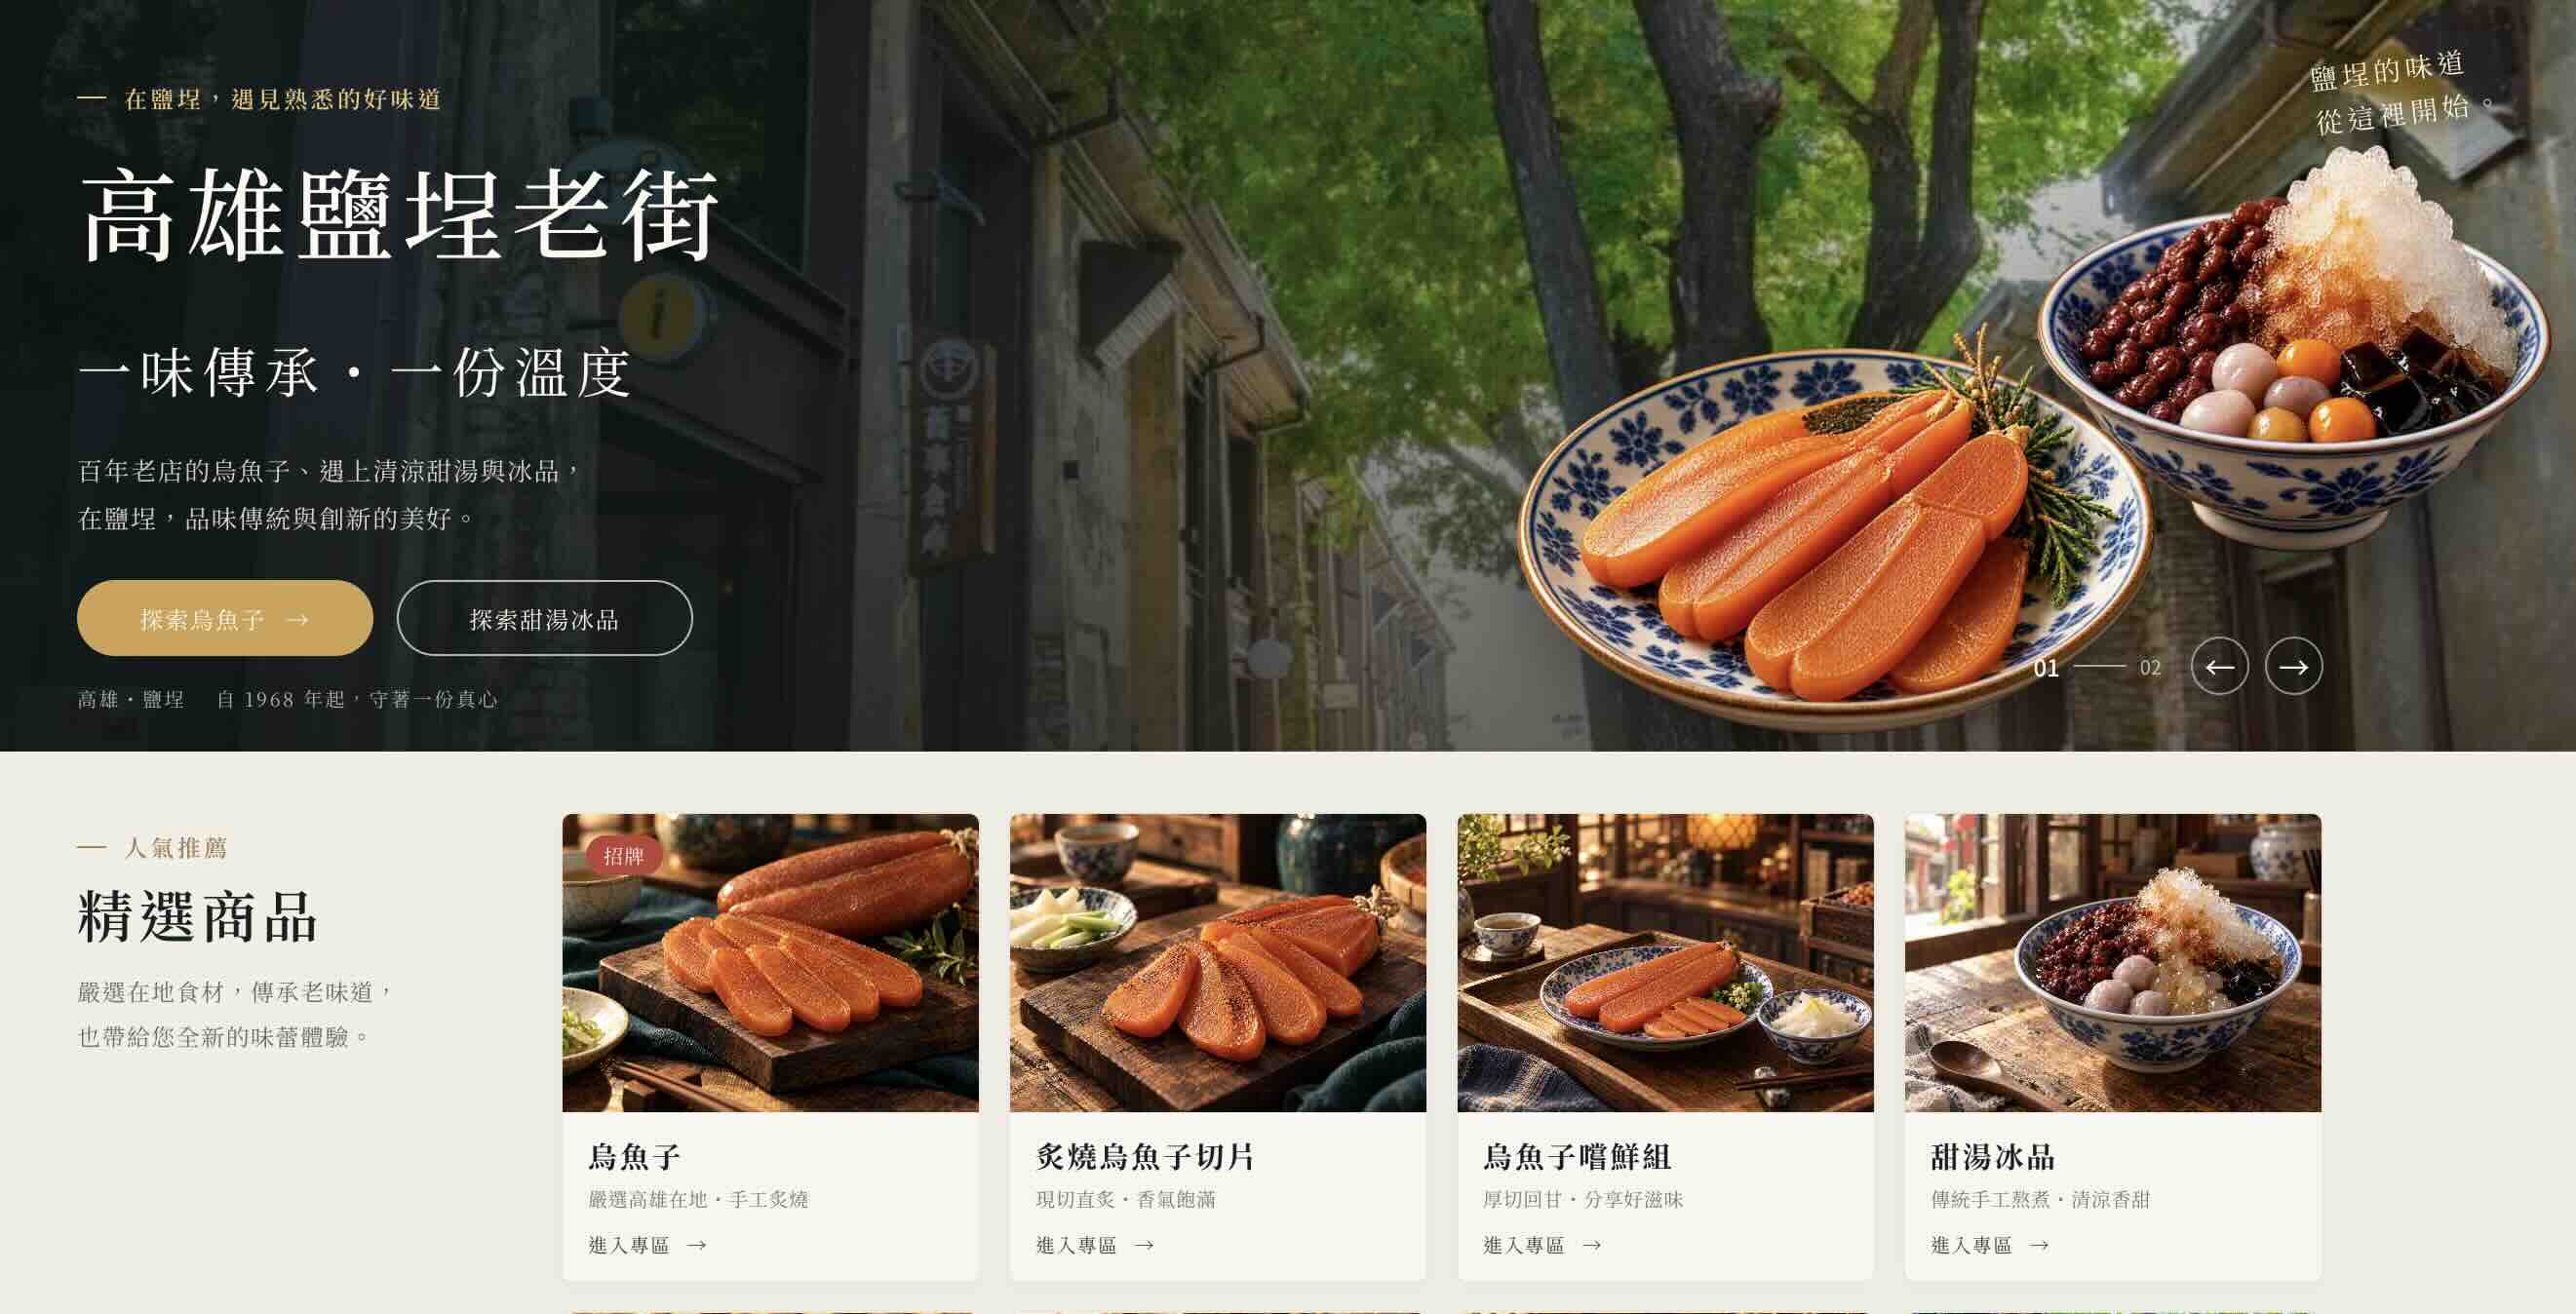 在鹽埕，遇見熟悉的好味道
高雄鹽埕老街
一味傳承・一份溫度
百年老店的烏魚子、遇上清涼甜湯與冰品，
在鹽埕，品味傳統與創新的美好。
探索烏魚子 →
探索甜湯冰品
高雄・鹽埕 自 1968 年起，守著一份真心
鹽埕的味道
從這裡開始。
i
01
02
← →
人氣推薦
精選商品
嚴選在地食材，傳承老味道，
也帶給您全新的味蕾體驗。
招牌
烏魚子
嚴選高雄在地・手工炙燒
進入專區 →
炙燒烏魚子切片
現切直炙・香氣飽滿
進入專區 →
烏魚子嚐鮮組
厚切回甘・分享好滋味
進入專區 →
甜湯冰品
傳統手工熬煮・清涼香甜
進入專區 →